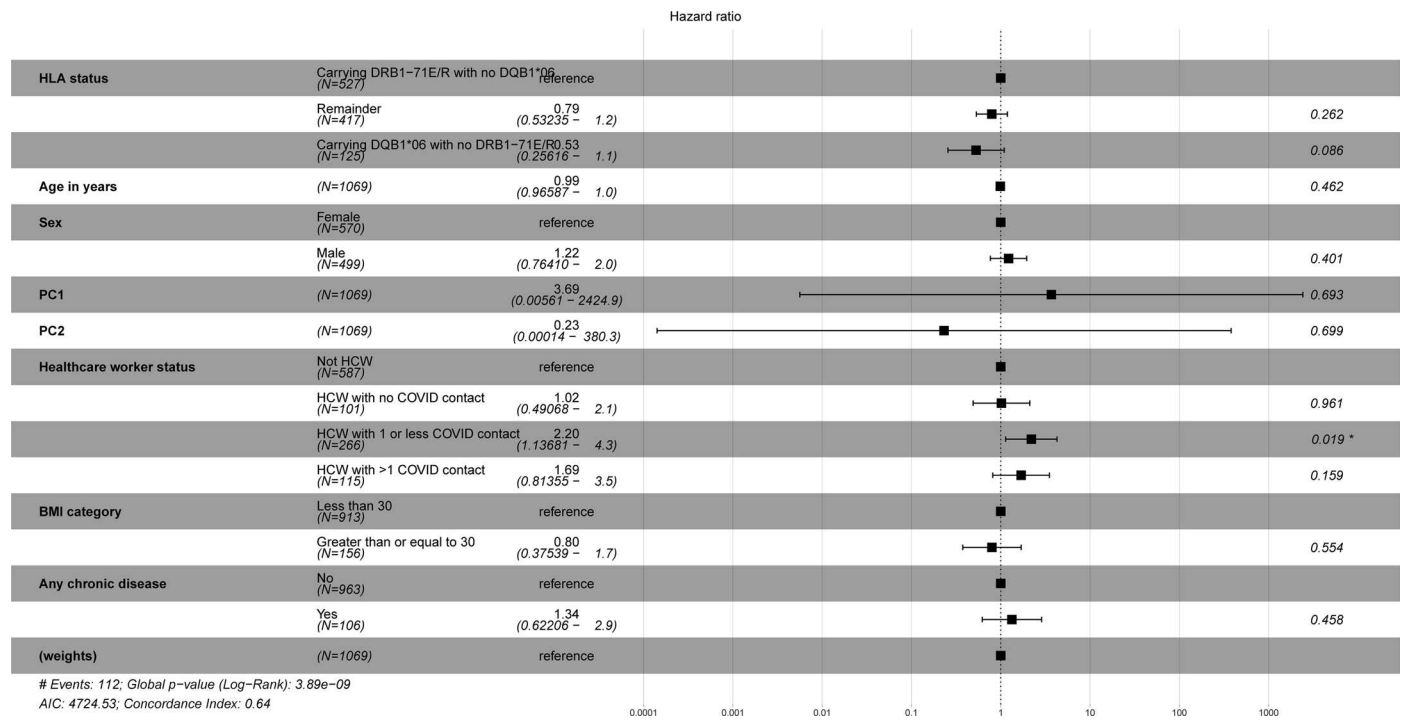 Hazard ratio
HLA status Carrying DRB1−71E/R with no DQB1*06 reference
(N=527)
Remainder 0.79 0.262
(N=417) (0.53235 − 1.2)
Carrying DQB1*06 with no DRB1−71E/R 0.53 0.086
(N=125) (0.25616 − 1.1)
Age in years (N=1069) 0.99 0.462
(0.96587 − 1.0)
Sex Female reference
(N=570)
Male 1.22 0.401
(N=499) (0.76410 − 2.0)
PC1 (N=1069) 3.69 0.693
(0.00561 − 2424.9)
PC2 (N=1069) 0.23 0.699
(0.00014 − 380.3)
Healthcare worker status Not HCW reference
(N=587)
HCW with no COVID contact 1.02 0.961
(N=101) (0.49068 − 2.1)
HCW with 1 or less COVID contact 2.20 0.019 *
(N=266) (1.13681 − 4.3)
HCW with >1 COVID contact 1.69 0.159
(N=115) (0.81355 − 3.5)
BMI category Less than 30 reference
(N=913)
Greater than or equal to 30 0.80 0.554
(N=156) (0.37539 − 1.7)
Any chronic disease No reference
(N=963)
Yes 1.34 0.458
(N=106) (0.62206 − 2.9)
(weights) (N=1069) reference
# Events: 112; Global p−value (Log−Rank): 3.89e−09
AIC: 4724.53; Concordance Index: 0.64
0.0001 0.001 0.01 0.1 1 10 100 1000